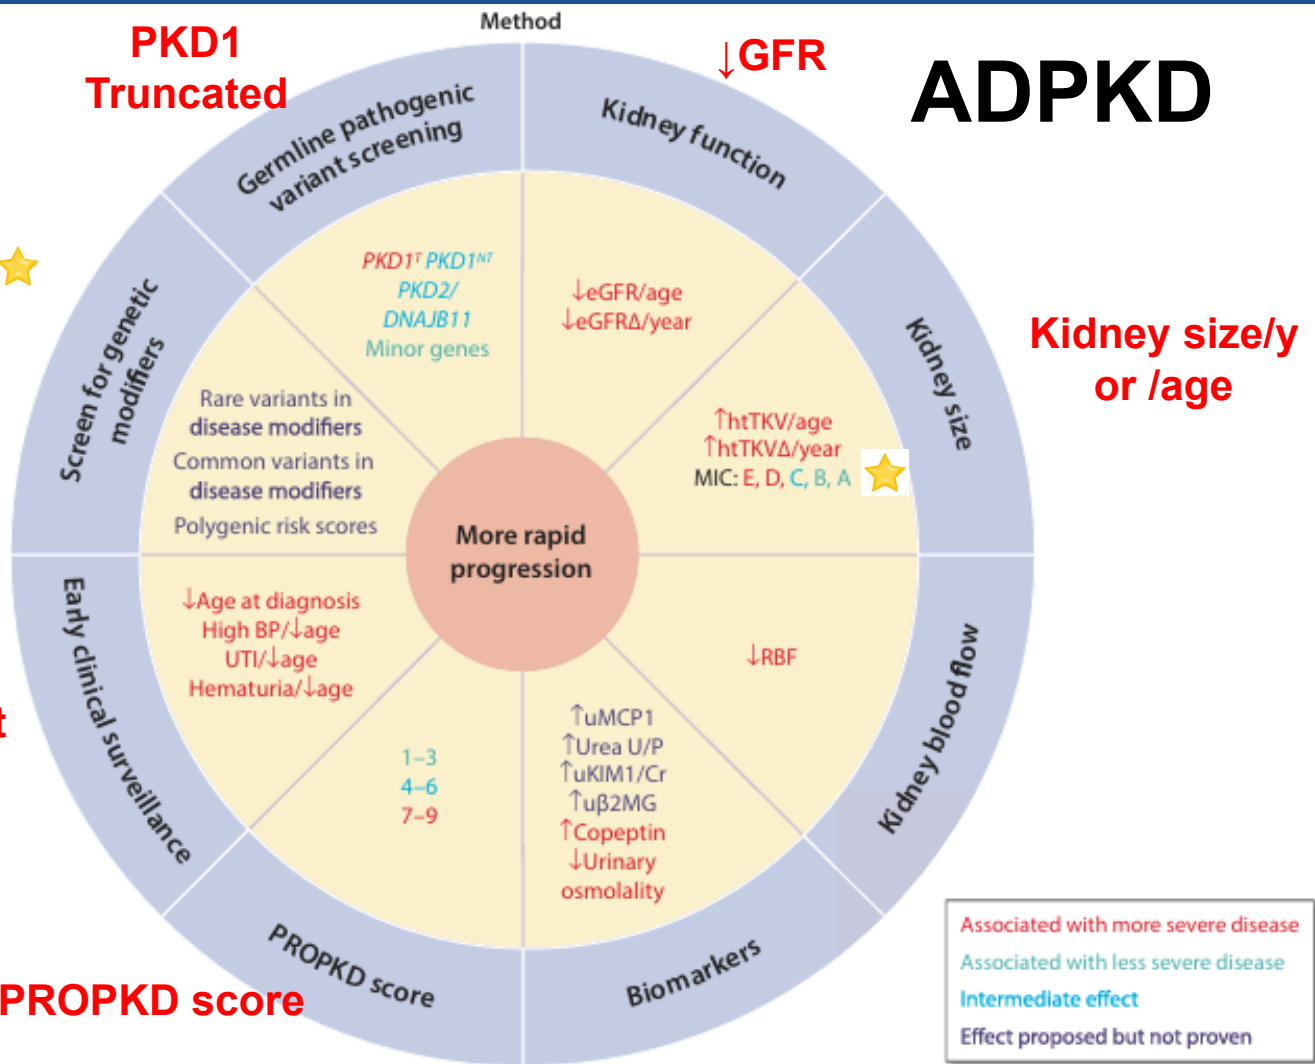 Method
PKD1
Truncated
↓GFR
ADPKD
Germline pathogenic
variant screening
Kidney function
PKD1ᵀ PKD1ᴺᵀ
PKD2/
DNAJB11
Minor genes
↓eGFR/age
↓eGFRΔ/year
Screen for genetic
modifiers
Kidney size
Kidney size/y
or /age
Rare variants in
disease modifiers
Common variants in
disease modifiers
Polygenic risk scores
↑htTKV/age
↑htTKVΔ/year
MIC: E, D, C, B, A
More rapid
progression
Early clinical surveillance
↓Age at diagnosis
High BP/↓age
UTI/↓age
Hematuria/↓age
↓RBF
Kidney blood flow
t
1–3
4–6
7–9
↑uMCP1
↑Urea U/P
↑uKIM1/Cr
↑uβ2MG
↑Copeptin
↓Urinary
osmolality
PROPKD score
Biomarkers
PROPKD score
Associated with more severe disease
Associated with less severe disease
Intermediate effect
Effect proposed but not proven